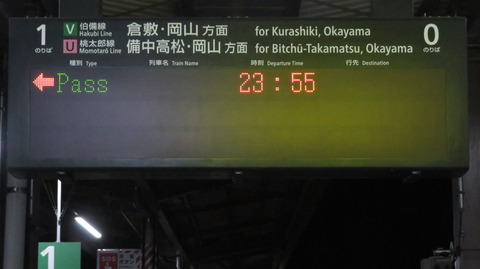 1 のりば
V 伯備線 Hakubi Line 倉敷・岡山 方面 for Kurashiki, Okayama
U 桃太郎線 Momotarō Line 備中高松・岡山 方面 for Bitchū-Takamatsu, Okayama
0 のりば
種別 Type 列車名 Train Name 時刻 Departure Time 行先 Destination
←Pass 23:55
1
SOS